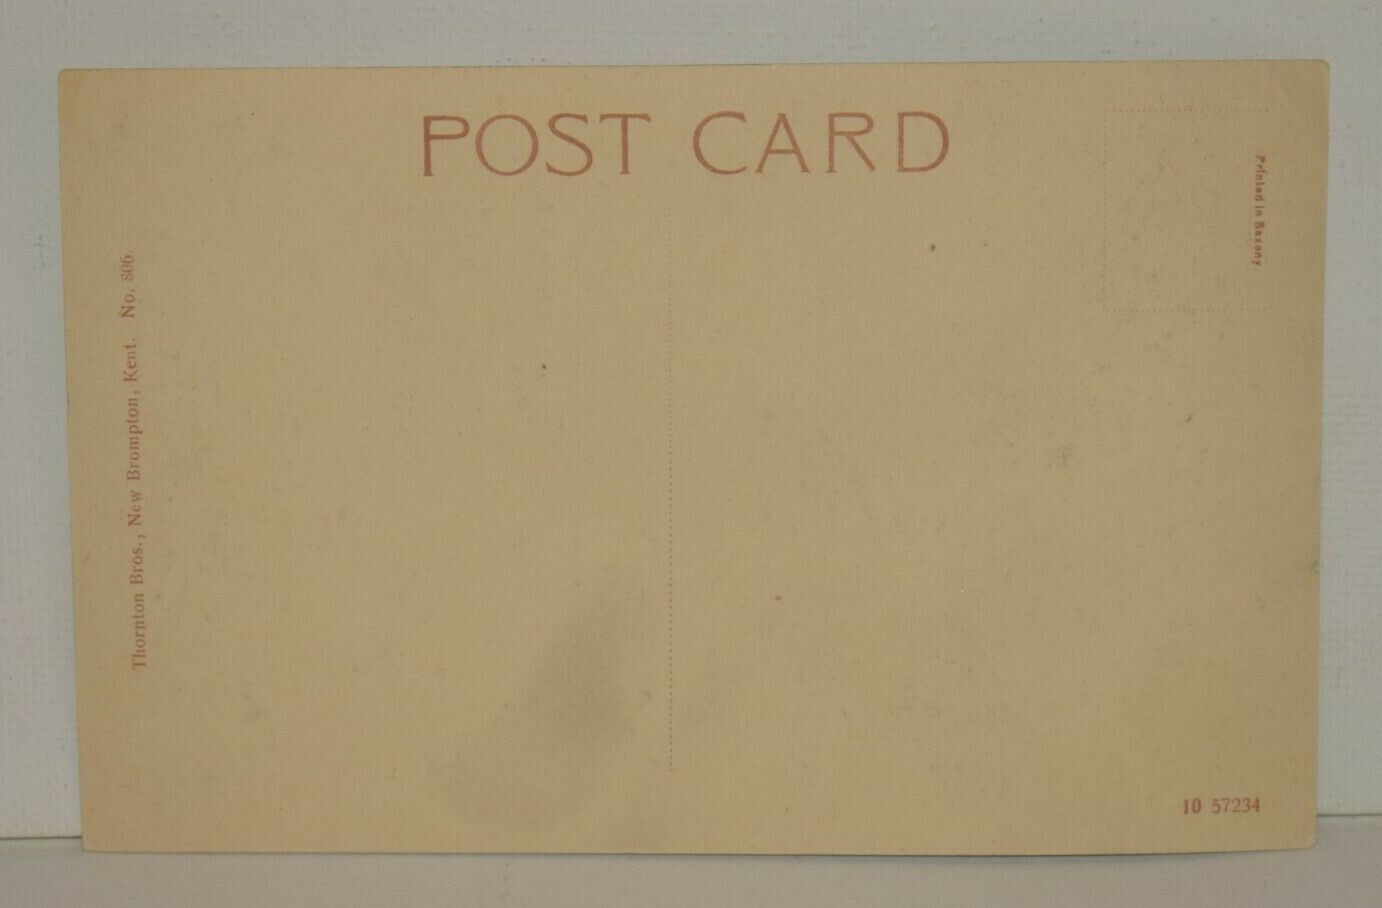 POST CARD
Printed in Saxony.
Thornton Bros., New Brompton, Kent. No. 806
10 57234